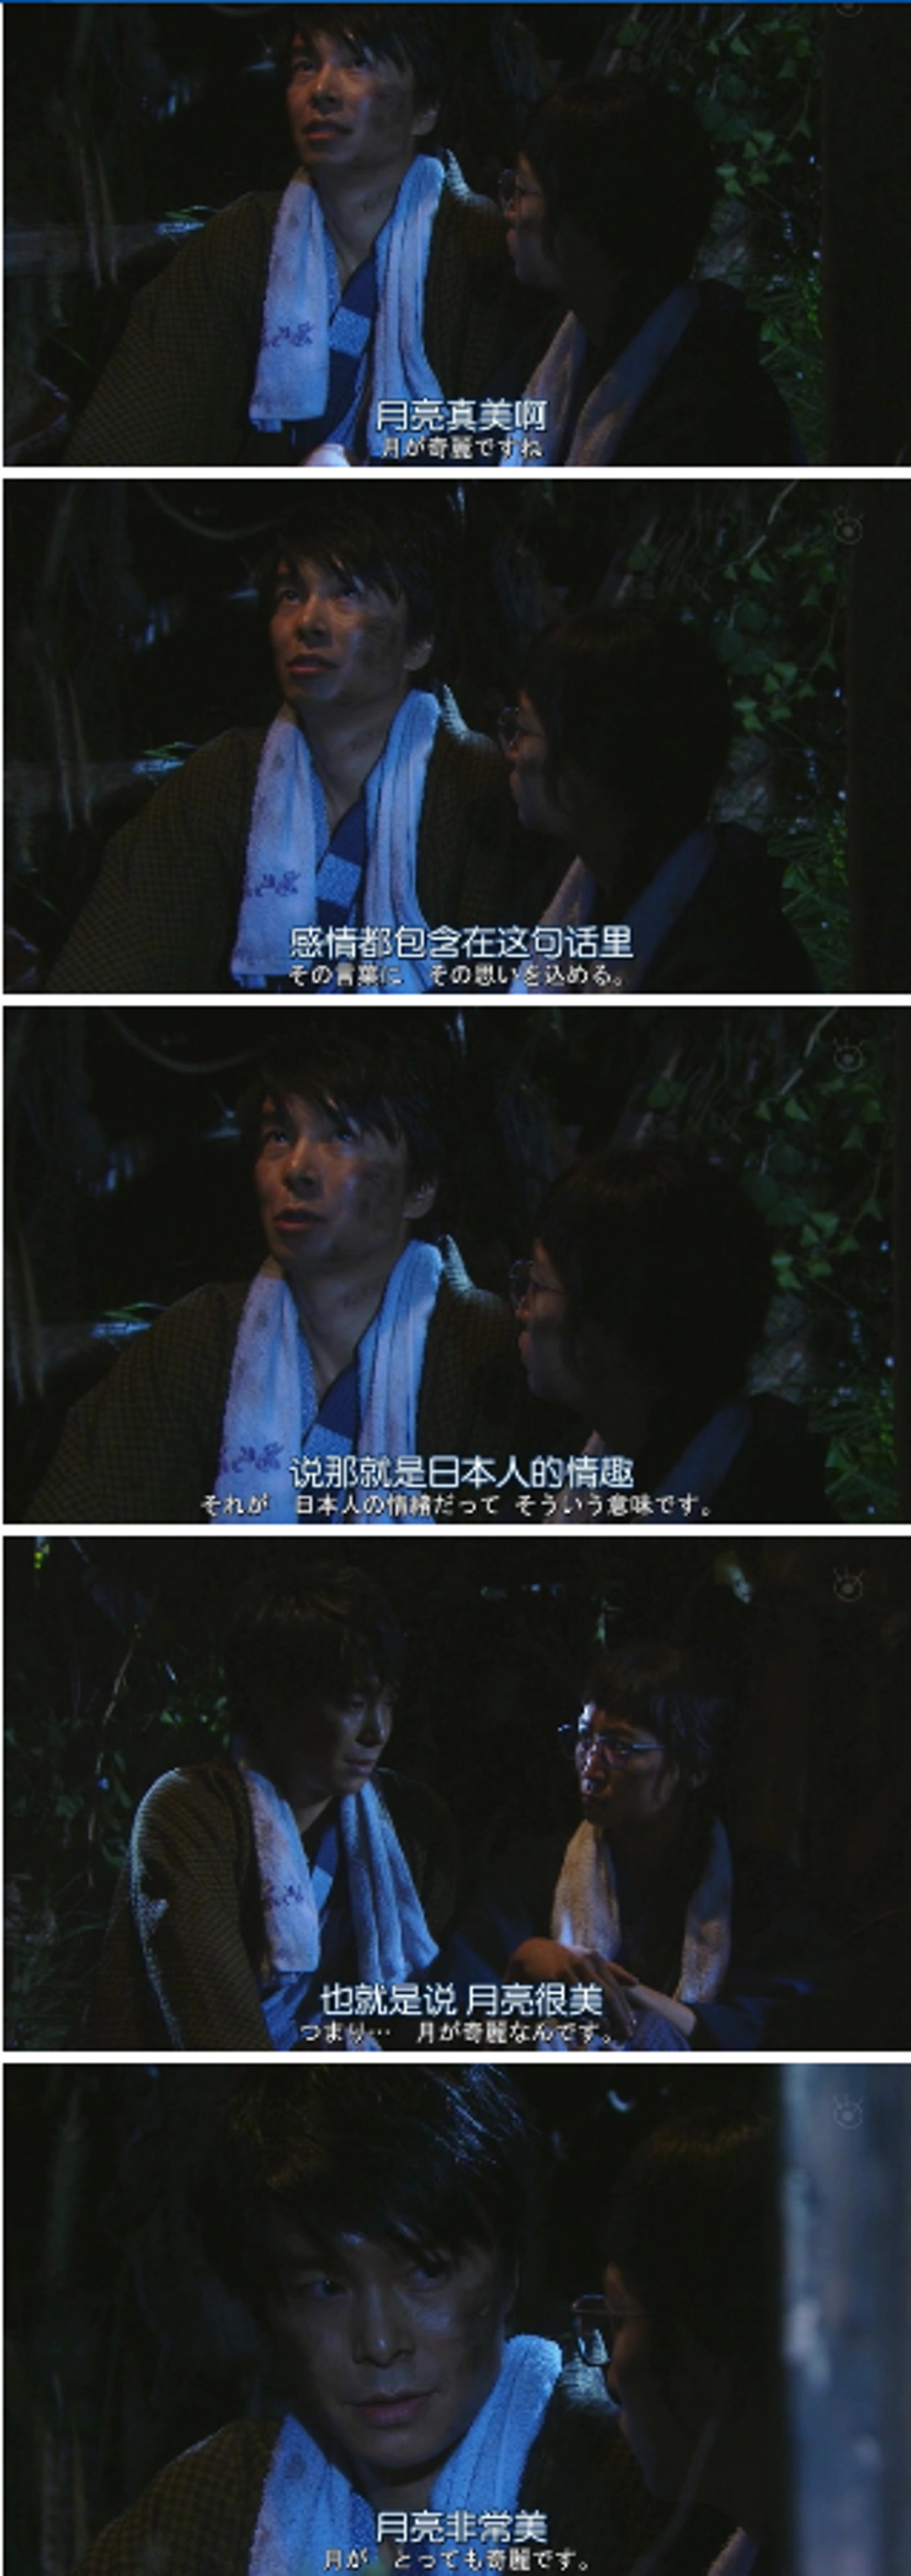 月亮真美啊
月が奇麗ですね
感情都包含在这句话里
その言葉に その思いを込める。
说那就是日本人的情趣
それが 日本人の情緒だって そういう意味です。
也就是说 月亮很美
つまり… 月が奇麗なんです。
月亮非常美
月が とっても奇麗です。